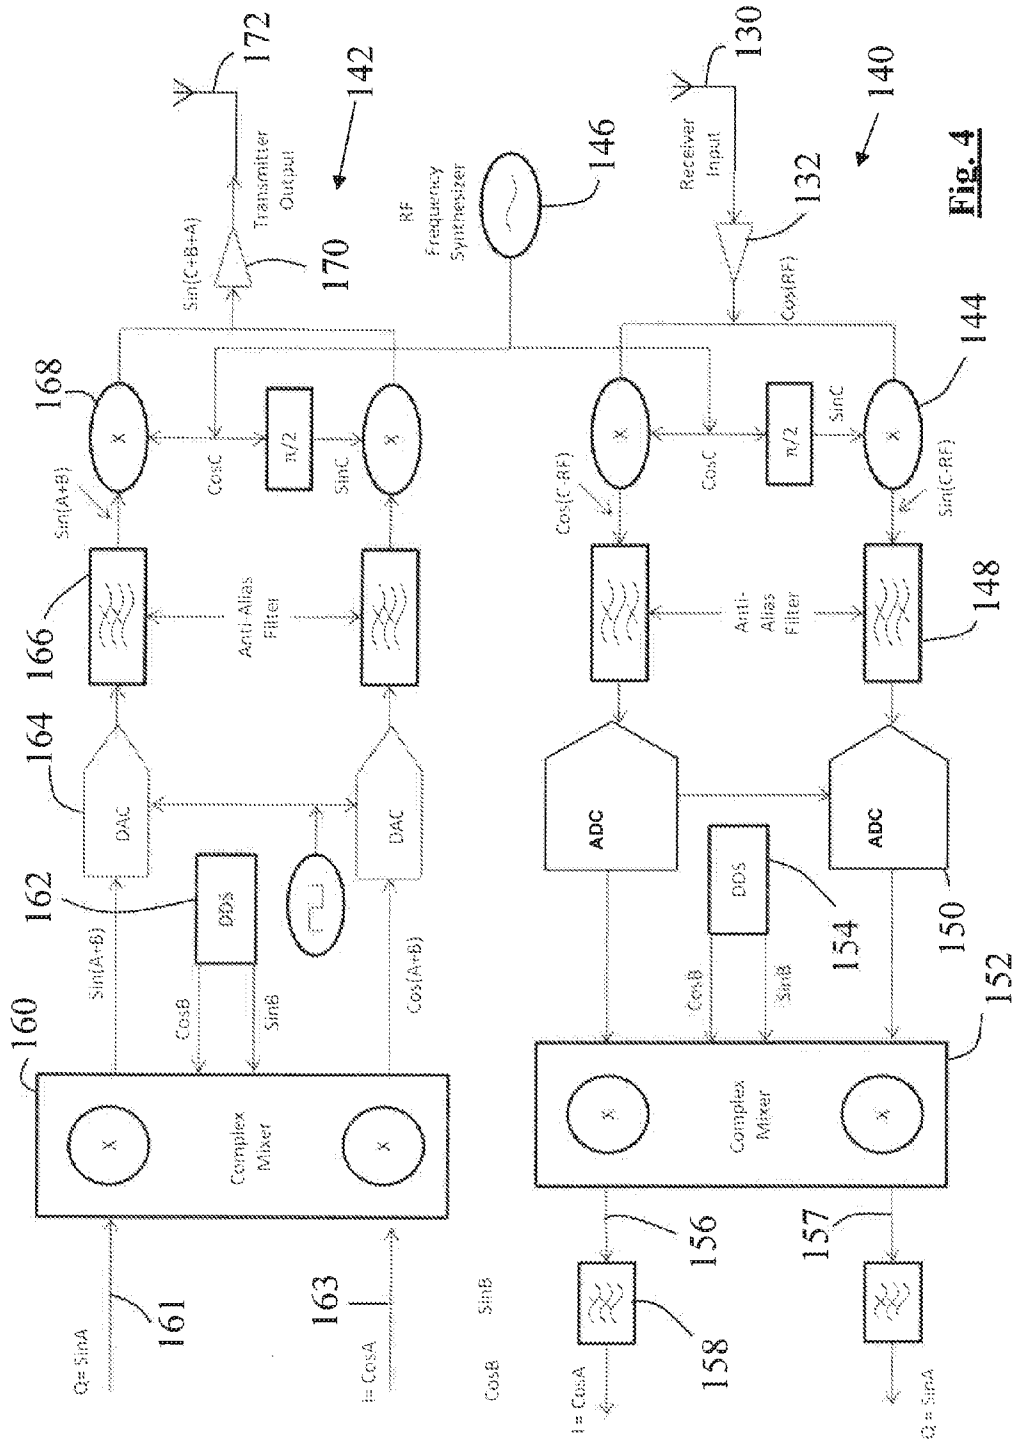 160
162
164
166
168
172
142
Q= SinA
161
X
Complex
Mixer
X
Sin(A+B)
CosB
SinB
DDS
DAC
Anti-Alias
Filter
Sin(A+B)
X
CosC
π/2
SinC
X
Sin(C+B+A)
170
Transmitter
Output
I= CosA
163
Cos(A+B)
DAC
RF
Frequency
Synthesizer
146
CosB
SinB
I = CosA
158
156
X
Complex
Mixer
X
ADC
CosB
SinB
DDS
154
Anti-
Alias
Filter
Cos(C-RF)
X
CosC
π/2
SinC
X
Sin(C-RF)
Cos(RF)
132
Receiver
Input
130
140
Q = SinA
157
152
150
ADC
148
144
Fig. 4